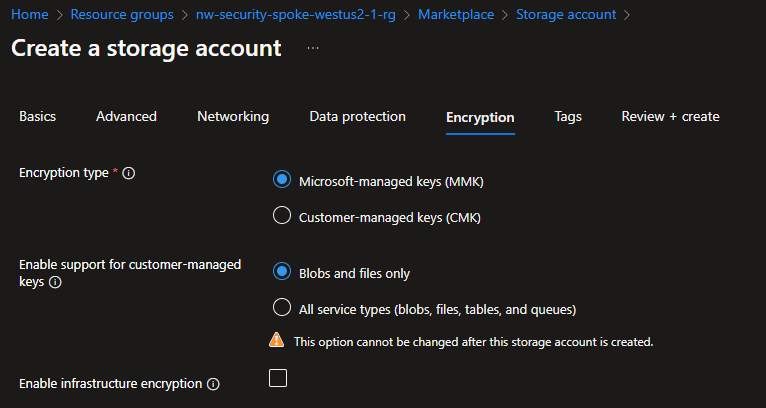 Home > Resource groups > nw-security-spoke-westus2-1-rg > Marketplace > Storage account >
Create a storage account ...
Basics Advanced Networking Data protection Encryption Tags Review + create
Encryption type *
Microsoft-managed keys (MMK)
Customer-managed keys (CMK)
Enable support for customer-managed
keys
Blobs and files only
All service types (blobs, files, tables, and queues)
This option cannot be changed after this storage account is created.
Enable infrastructure encryption